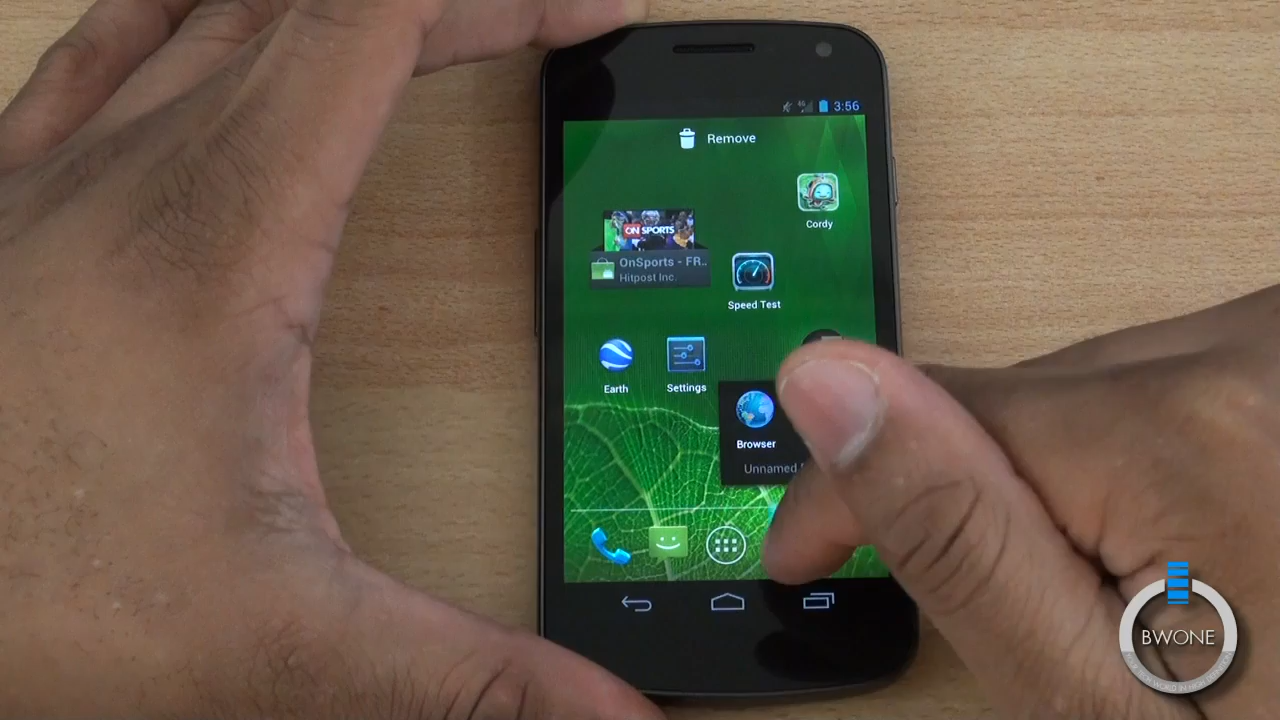 3:56
Remove
Cordy
ON SPORTS
OnSports - FR..
Hitpost Inc.
Speed Test
Earth
Settings
Browser
Unnamed
BWONE